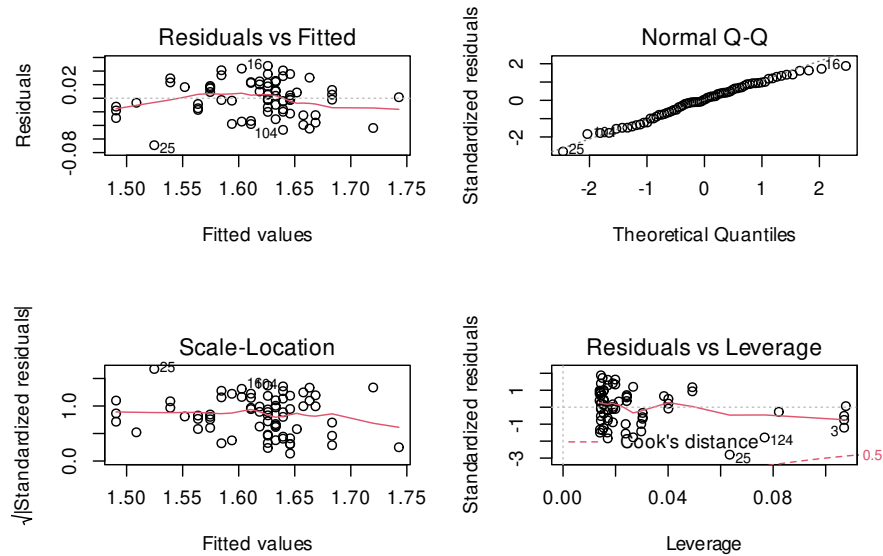 Residuals vs Fitted
Residuals
0.02
-0.08
16
104
25
1.50 1.55 1.60 1.65 1.70 1.75
Fitted values
Normal Q-Q
Standardized residuals
2
0
-2
16
25
-2 -1 0 1 2
Theoretical Quantiles
Scale-Location
√|Standardized residuals|
1.0
0.0
25
16
104
1.50 1.55 1.60 1.65 1.70 1.75
Fitted values
Residuals vs Leverage
Standardized residuals
1
-1
-3
Cook's distance
124
25
3
0.5
0.00 0.04 0.08
Leverage